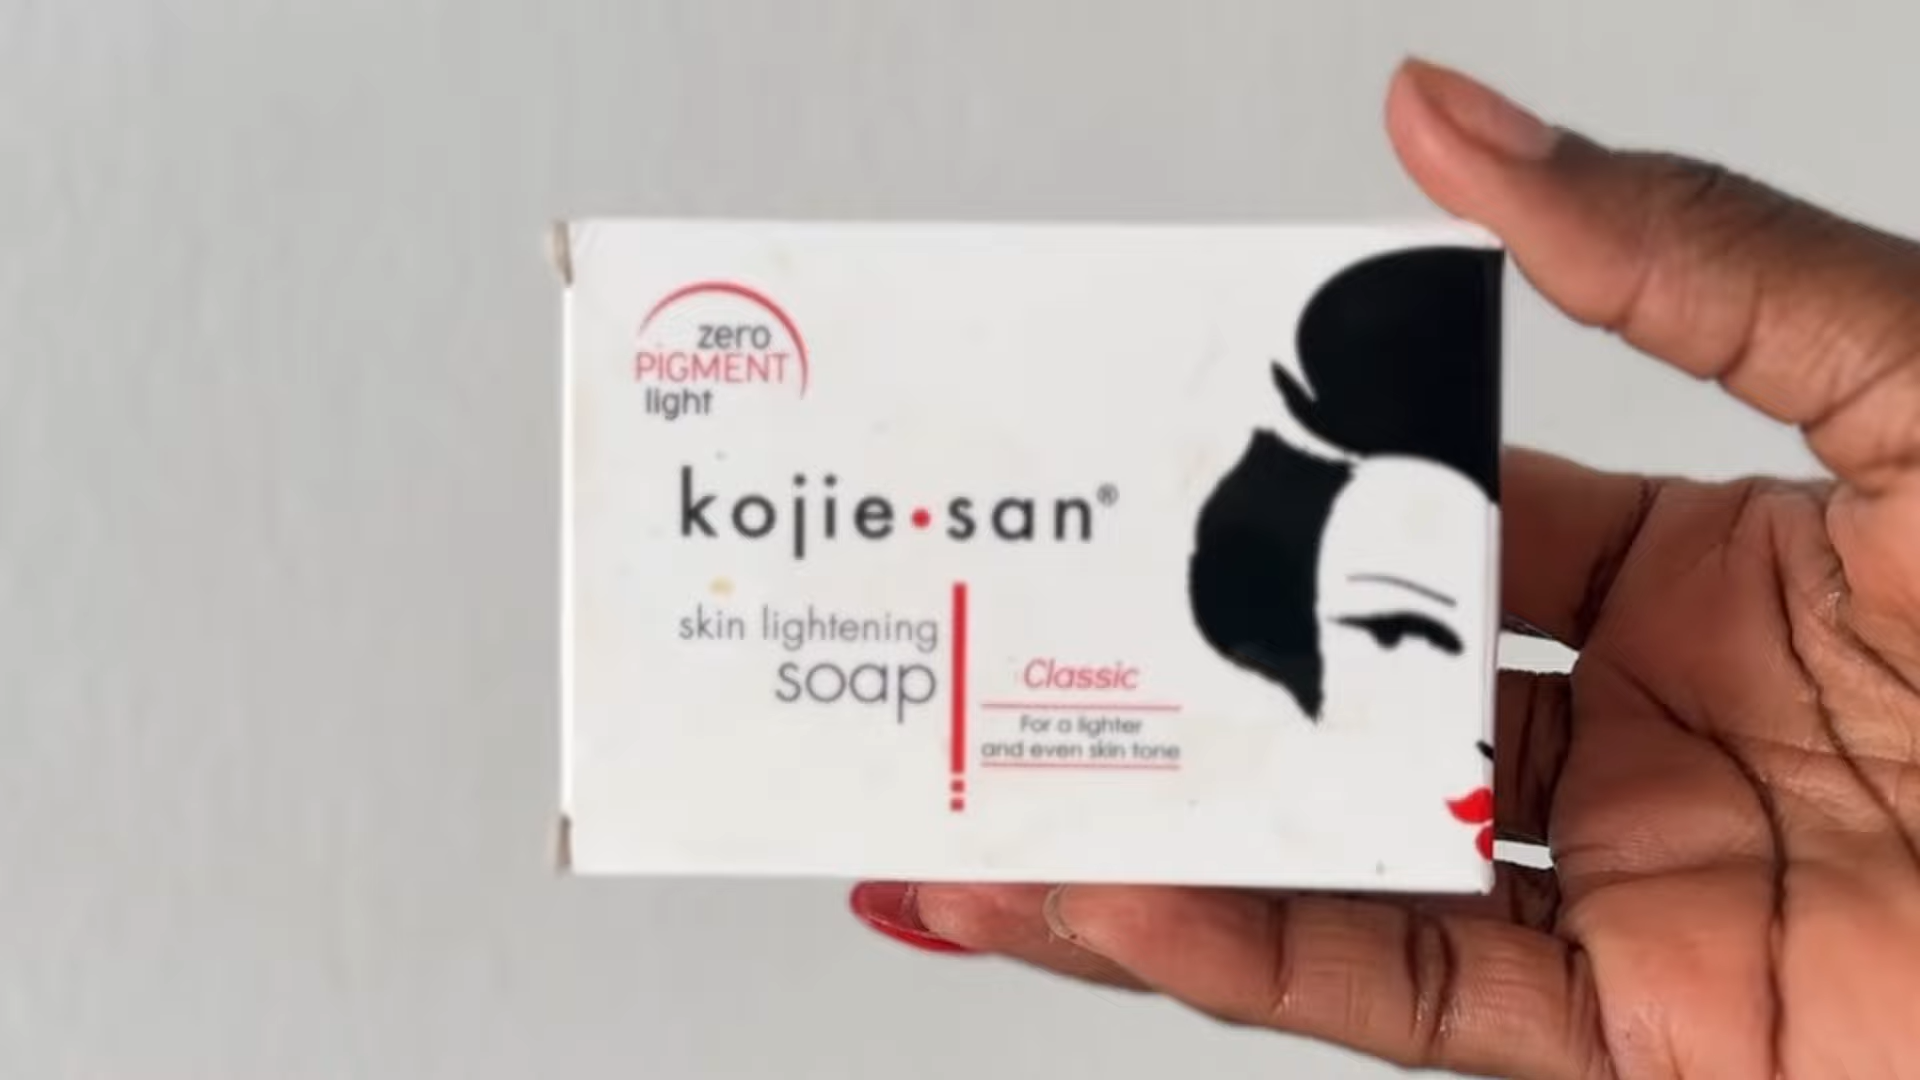 zero
PIGMENT
light
kojie•san®
skin lightening
soap
Classic
For a lighter
and even skin tone